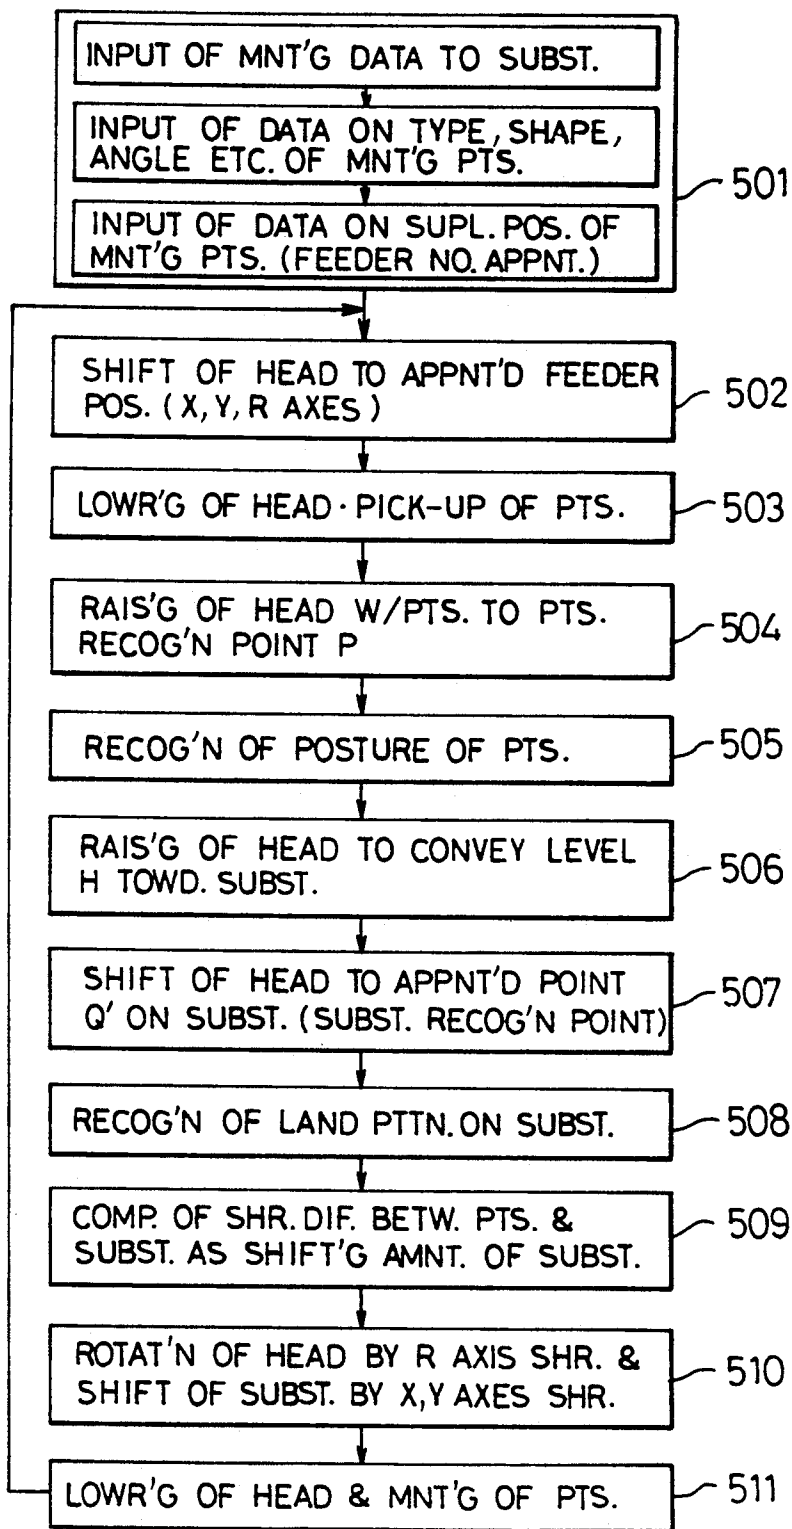 INPUT OF MNT'G DATA TO SUBST.
INPUT OF DATA ON TYPE, SHAPE,
ANGLE ETC. OF MNT'G PTS.
INPUT OF DATA ON SUPL. POS. OF
MNT'G PTS. (FEEDER NO. APPNT.)
501
SHIFT OF HEAD TO APPNT'D FEEDER
POS. (X, Y, R AXES)
502
LOWR'G OF HEAD · PICK-UP OF PTS.
503
RAIS'G OF HEAD W/PTS. TO PTS.
RECOG'N POINT P
504
RECOG'N OF POSTURE OF PTS.
505
RAIS'G OF HEAD TO CONVEY LEVEL
H TOWD. SUBST.
506
SHIFT OF HEAD TO APPNT'D POINT
Q' ON SUBST. (SUBST. RECOG'N POINT)
507
RECOG'N OF LAND PTTN. ON SUBST.
508
COMP. OF SHR. DIF. BETW. PTS. &
SUBST. AS SHIFT'G AMNT. OF SUBST.
509
ROTAT'N OF HEAD BY R AXIS SHR. &
SHIFT OF SUBST. BY X, Y AXES SHR.
510
LOWR'G OF HEAD & MNT'G OF PTS.
511